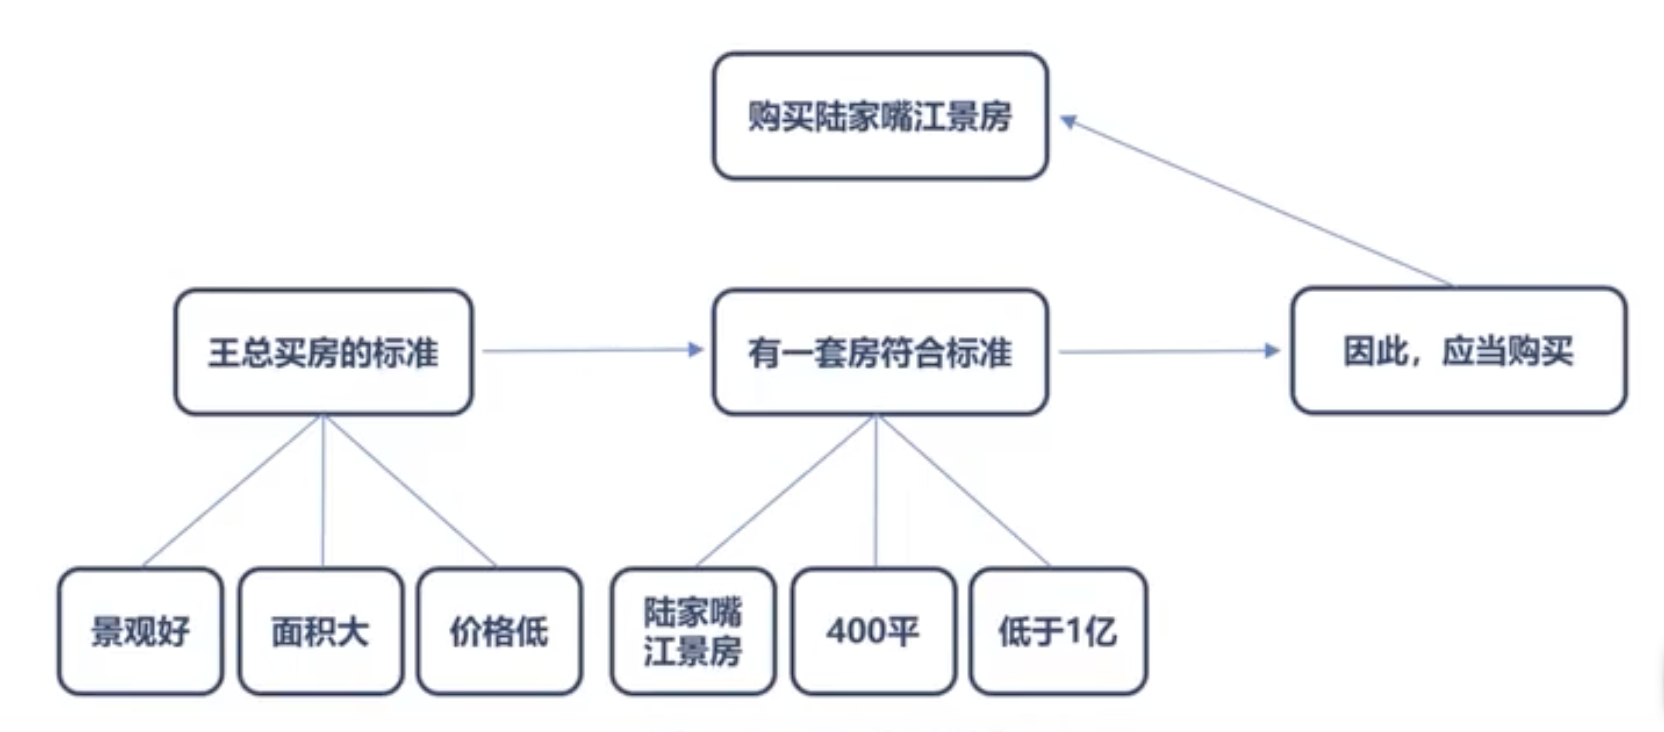 购买陆家嘴江景房
王总买房的标准
有一套房符合标准
因此，应当购买
景观好
面积大
价格低
陆家嘴
江景房
400平
低于1亿